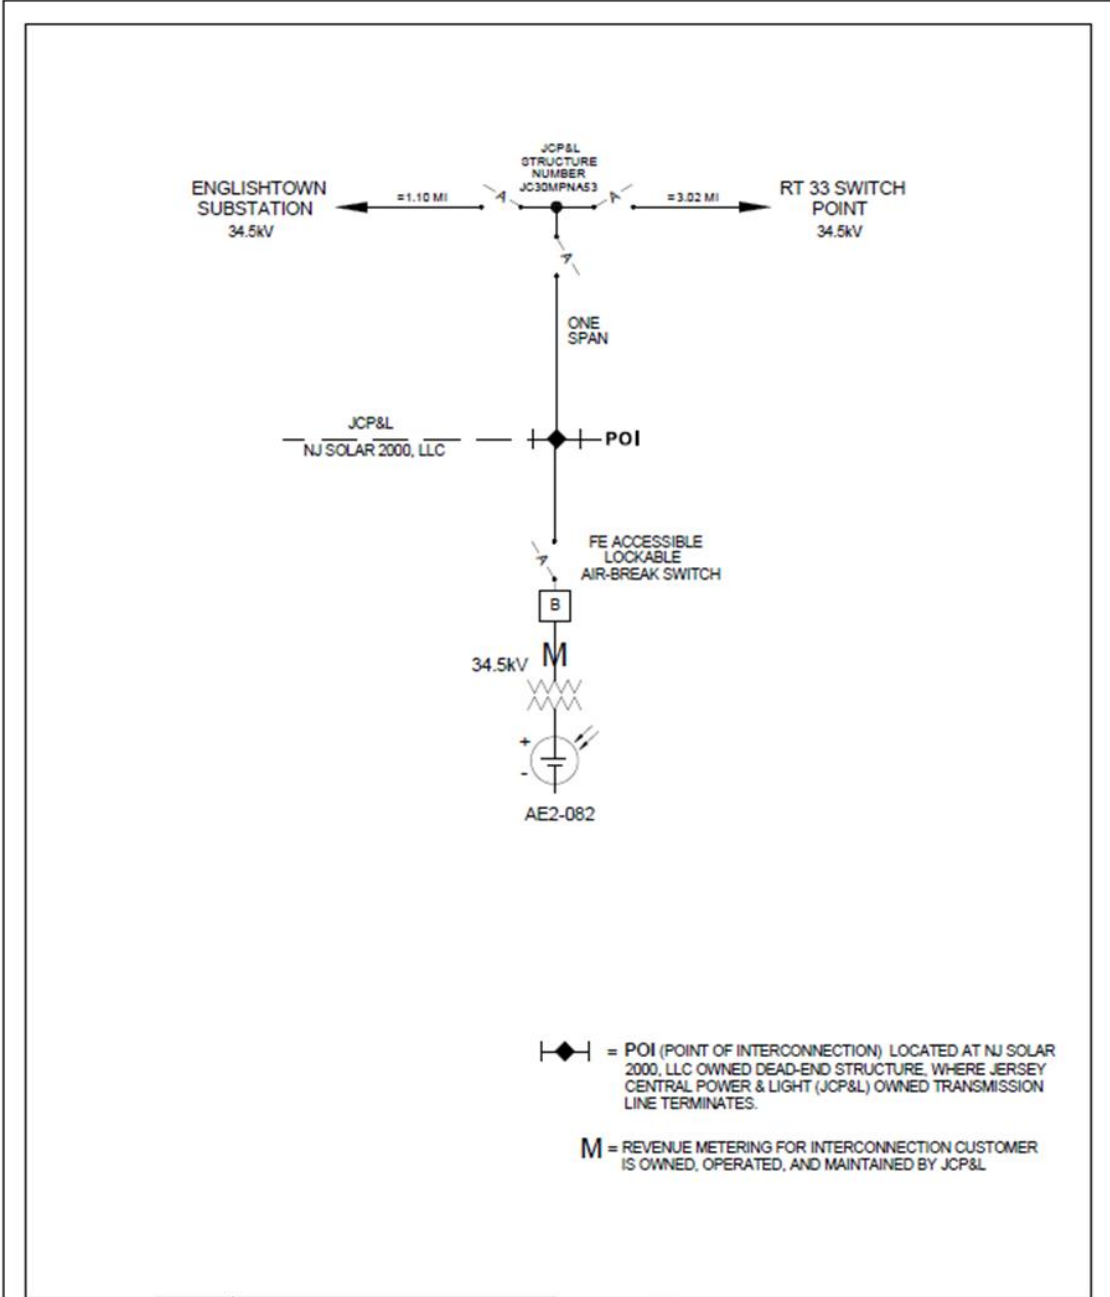 JCP&L
STRUCTURE
NUMBER
JC30MPNA53
ENGLISHTOWN
SUBSTATION
34.5kV
=1.10 MI
A
A
=3.02 MI
RT 33 SWITCH
POINT
34.5kV
A
ONE
SPAN
JCP&L
NJ SOLAR 2000, LLC
POI
A
FE ACCESSIBLE
LOCKABLE
AIR-BREAK SWITCH
B
34.5kV M
+
-
AE2-082
= POI (POINT OF INTERCONNECTION) LOCATED AT NJ SOLAR
2000, LLC OWNED DEAD-END STRUCTURE, WHERE JERSEY
CENTRAL POWER & LIGHT (JCP&L) OWNED TRANSMISSION
LINE TERMINATES.
M = REVENUE METERING FOR INTERCONNECTION CUSTOMER
IS OWNED, OPERATED, AND MAINTAINED BY JCP&L